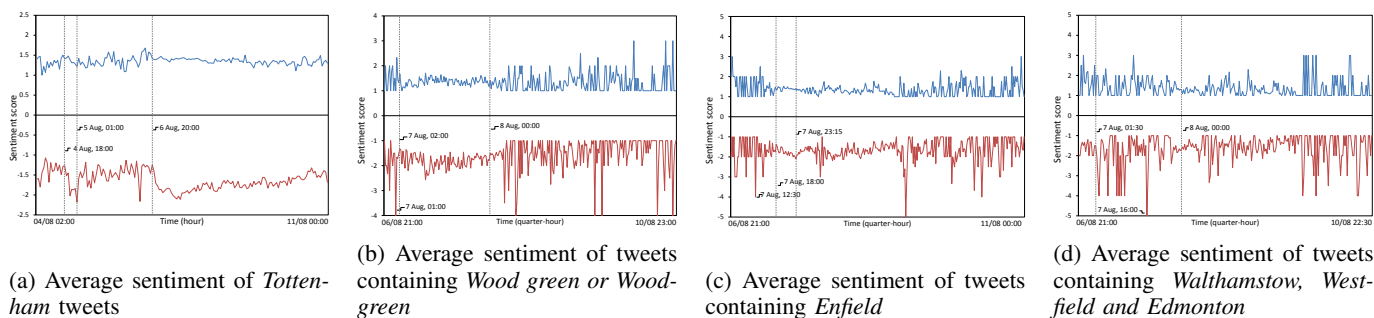 2.5
2
1.5
1
0.5
0
-0.5
-1
-1.5
-2
-2.5
Sentiment score
5 Aug, 01:00
6 Aug, 20:00
4 Aug, 18:00
04/08 02:00
Time (hour)
11/08 00:00
(a) Average sentiment of Totten-
ham tweets
4
3
2
1
0
-1
-2
-3
-4
Sentiment score
8 Aug, 00:00
7 Aug, 02:00
7 Aug, 01:00
06/08 21:00
Time (quarter-hour)
10/08 23:00
(b) Average sentiment of tweets
containing Wood green or Wood-
green
5
4
3
2
1
0
-1
-2
-3
-4
-5
Sentiment score
7 Aug, 23:15
7 Aug, 18:00
7 Aug, 12:30
06/08 21:00
Time (quarter-hour)
11/08 00:00
(c) Average sentiment of tweets
containing Enfield
5
4
3
2
1
0
-1
-2
-3
-4
-5
Sentiment score
7 Aug, 01:30
8 Aug, 00:00
7 Aug, 16:00
06/08 21:00
Time (quarter-hour)
10/08 22:30
(d) Average sentiment of tweets
containing Walthamstow, West-
field and Edmonton